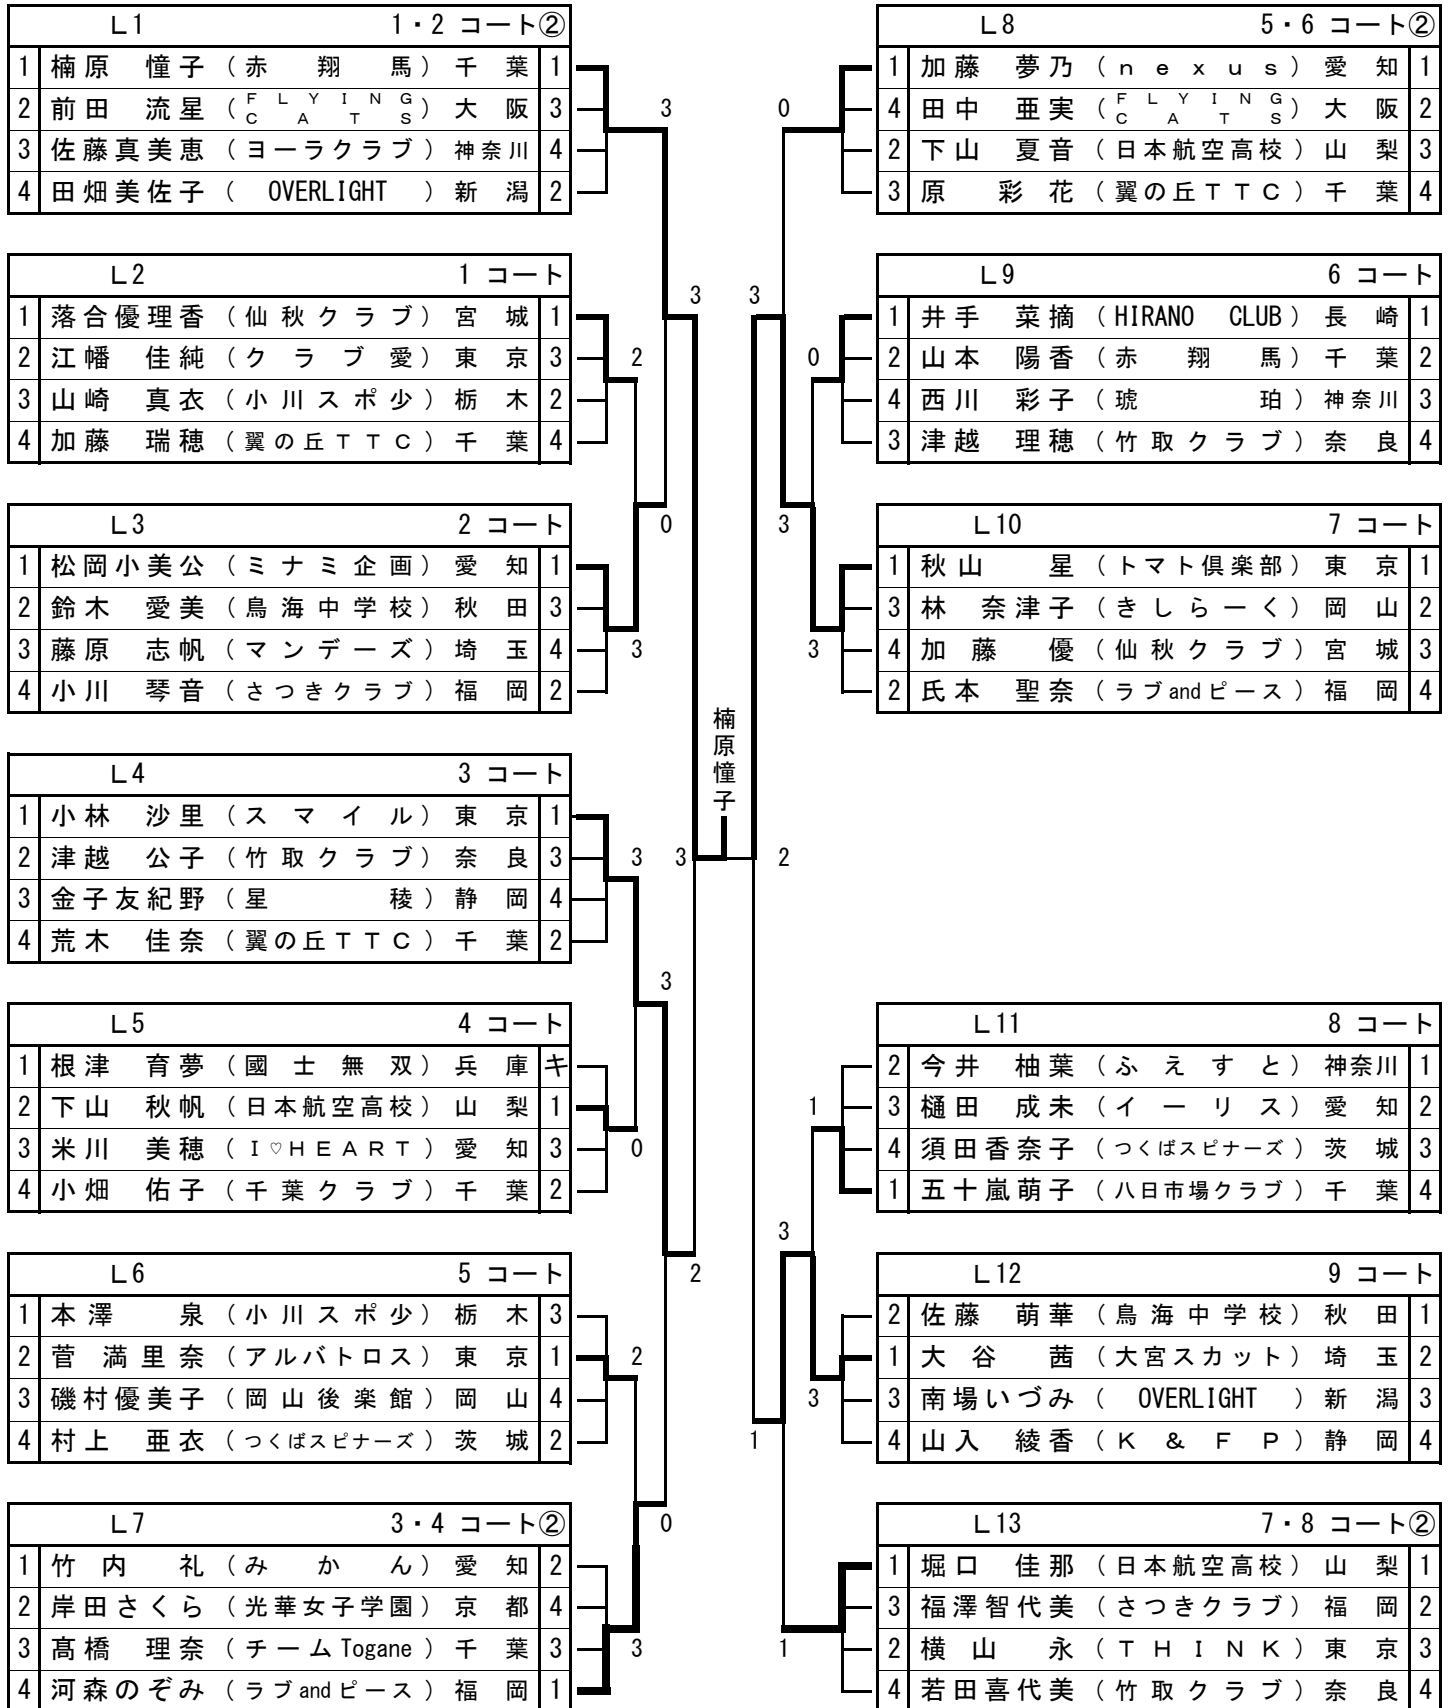 L1 1・2 コート②
1 楠原 憧子 (赤 翔 馬) 千 葉 1
2 前田 流星 (FLYING CATS) 大 阪 3
3 佐藤真美恵 (ヨーラクラブ) 神奈川 4
4 田畑美佐子 ( OVERLIGHT ) 新 潟 2
3
L2 1 コート
1 落合優理香 (仙秋クラブ) 宮 城 1
2 江幡 佳純 (クラブ愛) 東 京 3
3 山崎 真衣 (小川スポ少) 栃 木 2
4 加藤 瑞穂 (翼の丘TTC) 千 葉 4
2
3
L3 2 コート
1 松岡小美公 (ミナミ企画) 愛 知 1
2 鈴木 愛美 (鳥海中学校) 秋 田 3
3 藤原 志帆 (マンデーズ) 埼 玉 4
4 小川 琴音 (さつきクラブ) 福 岡 2
0
3
L4 3 コート
1 小林 沙里 (スマイル) 東 京 1
2 津越 公子 (竹取クラブ) 奈 良 3
3 金子友紀野 (星 稜) 静 岡 4
4 荒木 佳奈 (翼の丘TTC) 千 葉 2
3
3
L5 4 コート
1 根津 育夢 (國士無双) 兵 庫 キ
2 下山 秋帆 (日本航空高校) 山 梨 1
3 米川 美穂 (I♡HEART) 愛 知 3
4 小畑 佑子 (千葉クラブ) 千 葉 2
3
0
L6 5 コート
1 本澤 泉 (小川スポ少) 栃 木 3
2 菅 満里奈 (アルバトロス) 東 京 1
3 磯村優美子 (岡山後楽館) 岡 山 4
4 村上 亜衣 (つくばスピナーズ) 茨 城 2
2
2
L7 3・4 コート②
1 竹内 礼 (みかん) 愛 知 2
2 岸田さくら (光華女子学園) 京 都 4
3 髙橋 理奈 (チームTogane) 千 葉 3
4 河森のぞみ (ラブandピース) 福 岡 1
0
3
楠原憧子
L8 5・6 コート②
1 加藤 夢乃 (nexus) 愛 知 1
4 田中 亜実 (FLYING CATS) 大 阪 2
2 下山 夏音 (日本航空高校) 山 梨 3
3 原 彩花 (翼の丘TTC) 千 葉 4
0
L9 6 コート
1 井手 菜摘 (HIRANO CLUB) 長 崎 1
2 山本 陽香 (赤 翔 馬) 千 葉 2
4 西川 彩子 (琥 珀) 神奈川 3
3 津越 理穂 (竹取クラブ) 奈 良 4
3
0
L10 7 コート
1 秋山 星 (トマト倶楽部) 東 京 1
3 林 奈津子 (きしらーく) 岡 山 2
4 加藤 優 (仙秋クラブ) 宮 城 3
2 氏本 聖奈 (ラブandピース) 福 岡 4
3
3
2
L11 8 コート
2 今井 柚葉 (ふえすと) 神奈川 1
3 樋田 成未 (イーリス) 愛 知 2
4 須田香奈子 (つくばスピナーズ) 茨 城 3
1 五十嵐萌子 (八日市場クラブ) 千 葉 4
1
3
L12 9 コート
2 佐藤 萌華 (鳥海中学校) 秋 田 1
1 大谷 茜 (大宮スカット) 埼 玉 2
3 南場いづみ ( OVERLIGHT ) 新 潟 3
4 山入 綾香 (K&FP) 静 岡 4
3
1
L13 7・8 コート②
1 堀口 佳那 (日本航空高校) 山 梨 1
3 福澤智代美 (さつきクラブ) 福 岡 2
2 横山 永 (THINK) 東 京 3
4 若田喜代美 (竹取クラブ) 奈 良 4
1